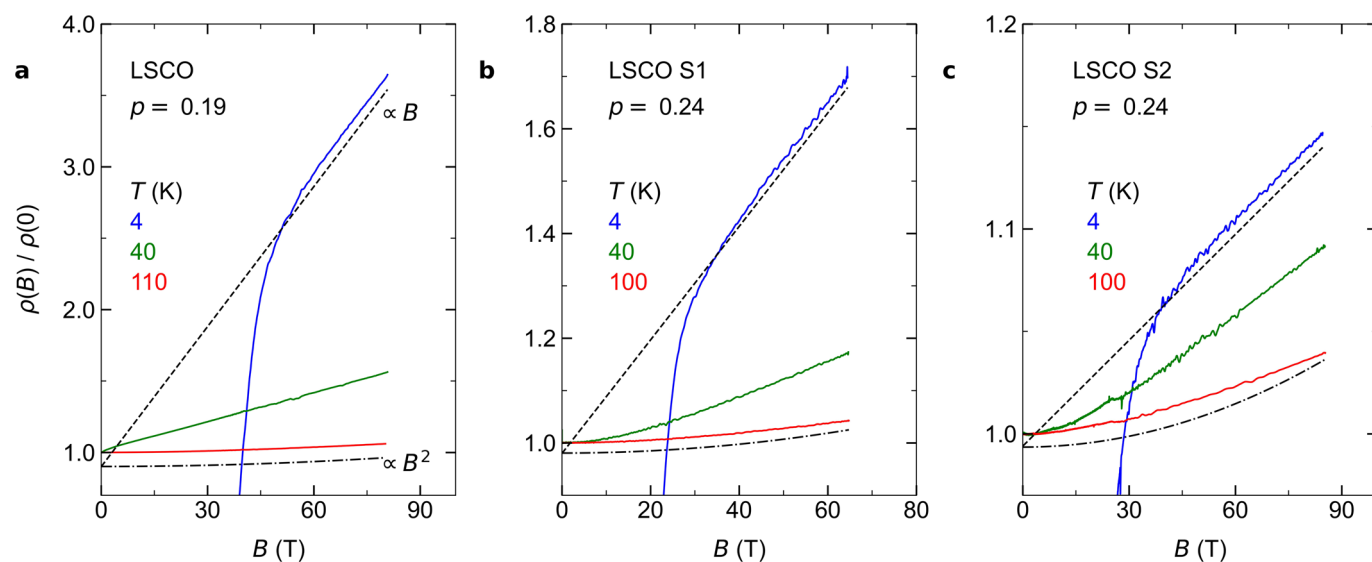 a
LSCO
p = 0.19
T (K)
4
40
110
∝ B
∝ B²
4.0
3.0
2.0
1.0
ρ(B) / ρ(0)
0
30
60
90
B (T)
b
LSCO S1
p = 0.24
T (K)
4
40
100
1.8
1.6
1.4
1.2
1.0
0
20
40
60
80
B (T)
c
LSCO S2
p = 0.24
T (K)
4
40
100
1.2
1.1
1.0
0
30
60
90
B (T)